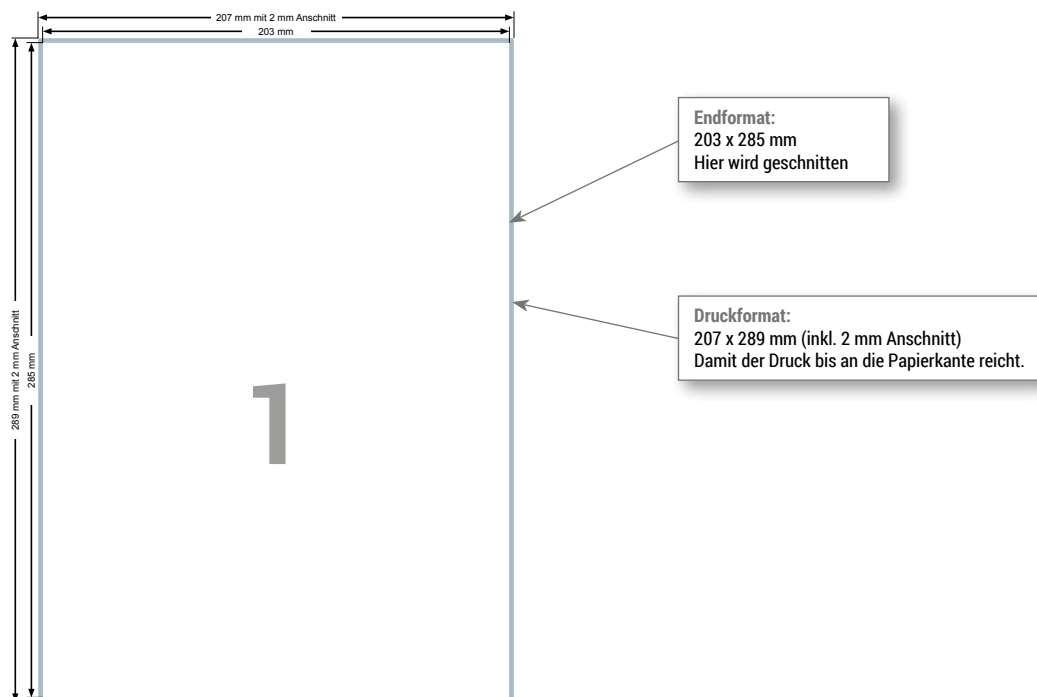 207 mm mit 2 mm Anschnitt
203 mm
Endformat:
203 x 285 mm
Hier wird geschnitten
Druckformat:
207 x 289 mm (inkl. 2 mm Anschnitt)
Damit der Druck bis an die Papierkante reicht.
289 mm mit 2 mm Anschnitt
285 mm
1